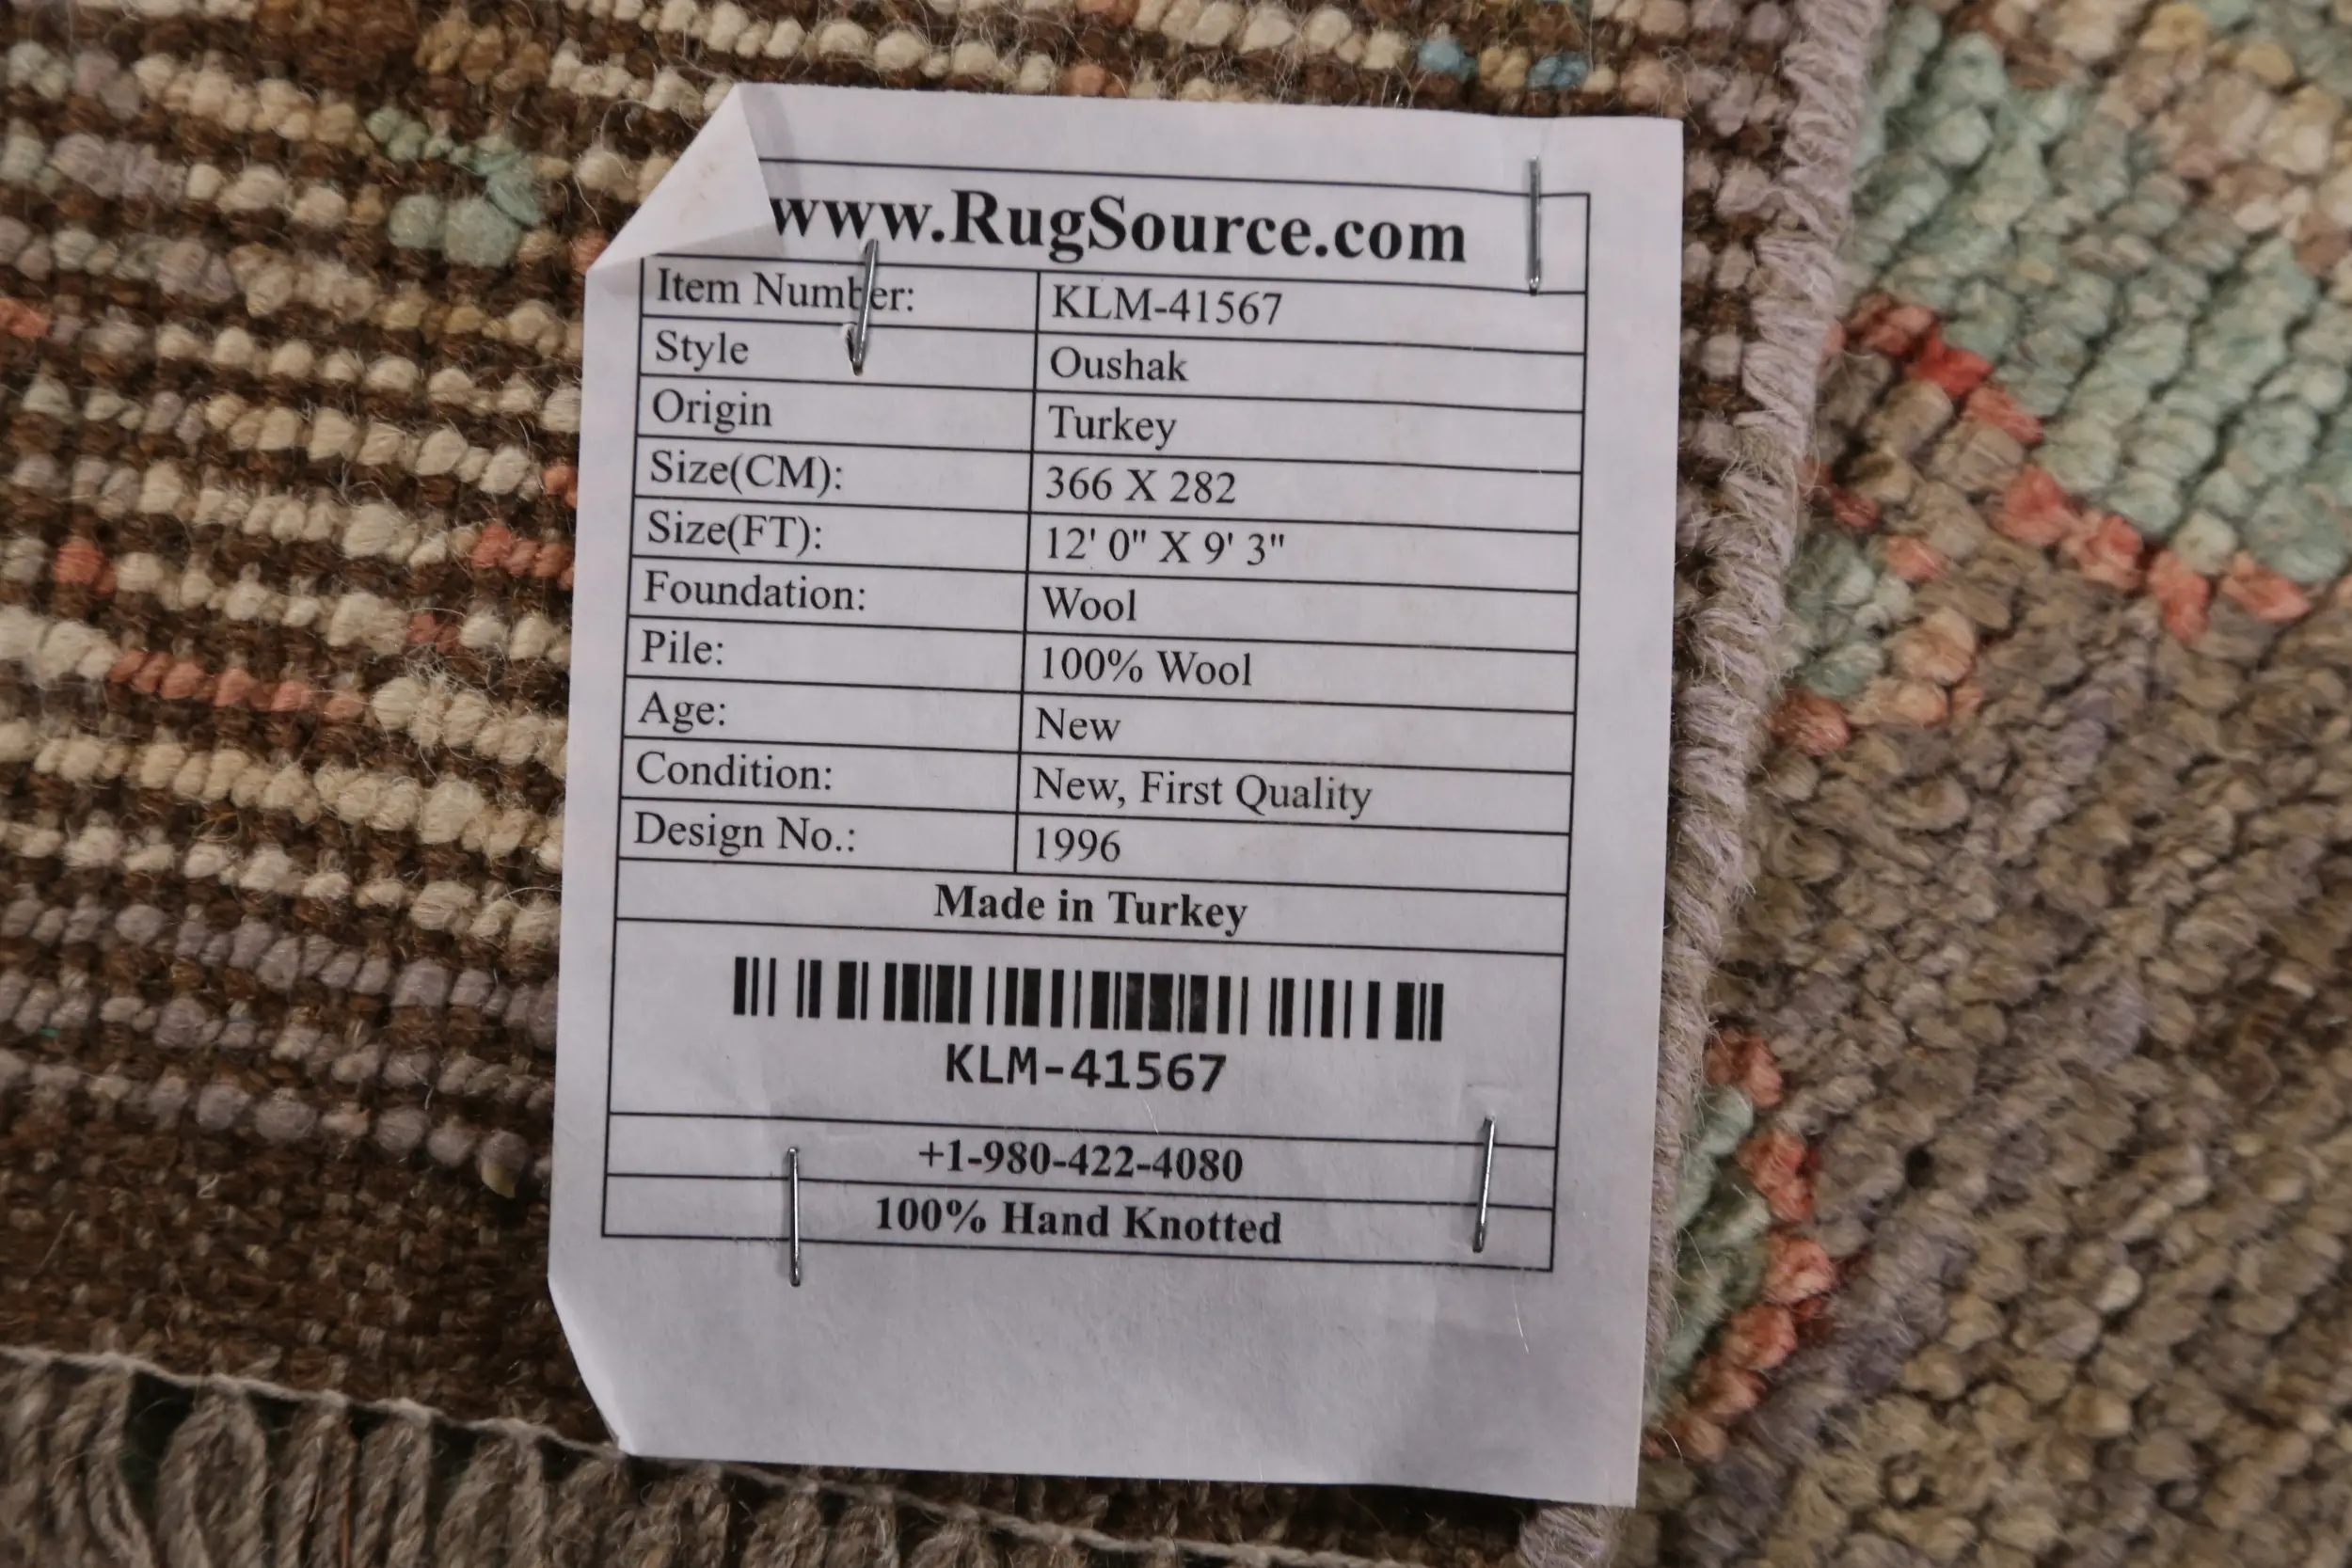 www.RugSource.com
Item Number: KLM-41567
Style Oushak
Origin Turkey
Size(CM): 366 X 282
Size(FT): 12' 0" X 9' 3"
Foundation: Wool
Pile: 100% Wool
Age: New
Condition: New, First Quality
Design No.: 1996
Made in Turkey
KLM-41567
+1-980-422-4080
100% Hand Knotted